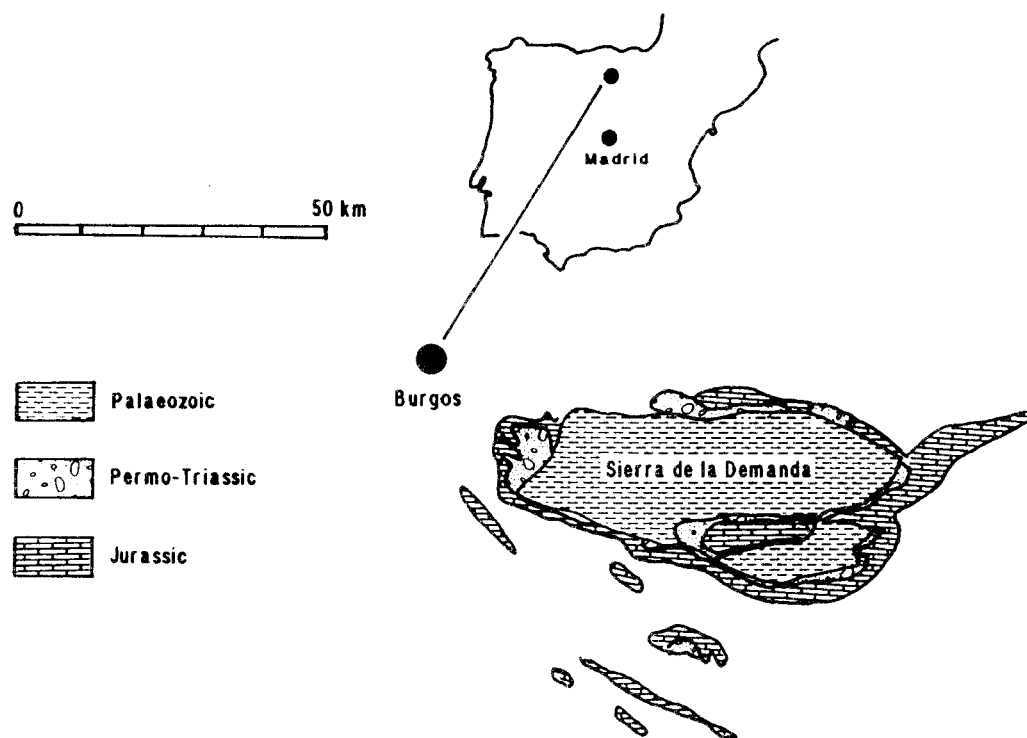 Madrid
0 50 km
Burgos
Palaeozoic
Permo-Triassic
Jurassic
Sierra de la Demanda